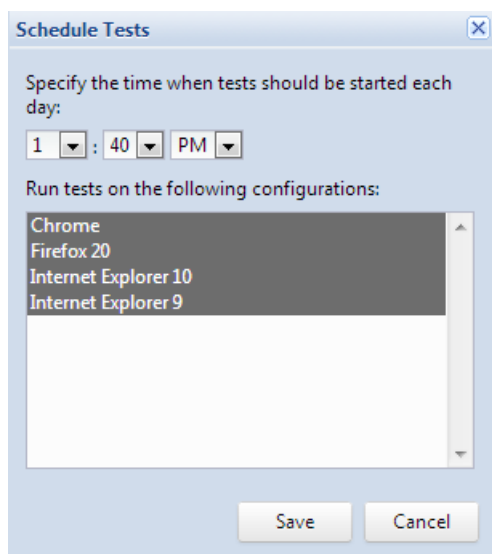 Schedule Tests
Specify the time when tests should be started each
day:
1 : 40 PM
Run tests on the following configurations:
Chrome
Firefox 20
Internet Explorer 10
Internet Explorer 9
Save Cancel